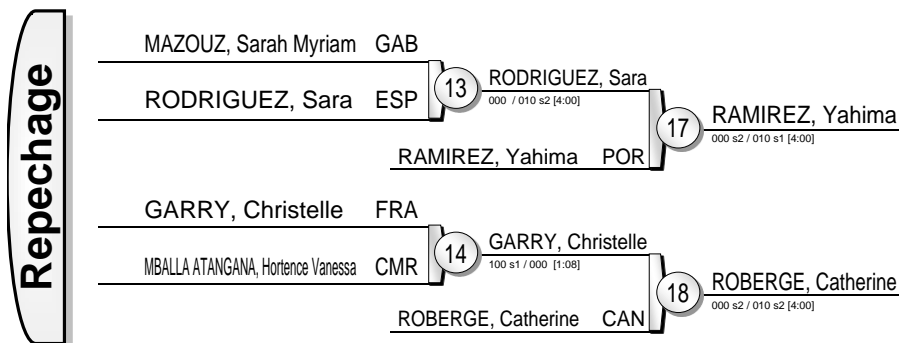 Repechage
MAZOUZ, Sarah Myriam GAB
RODRIGUEZ, Sara ESP
13
RODRIGUEZ, Sara
000 / 010 s2 [4:00]
RAMIREZ, Yahima POR
17
RAMIREZ, Yahima
000 s2 / 010 s1 [4:00]
GARRY, Christelle FRA
MBALLA ATANGANA, Hortence Vanessa CMR
14
GARRY, Christelle
100 s1 / 000 [1:08]
ROBERGE, Catherine CAN
18
ROBERGE, Catherine
000 s2 / 010 s2 [4:00]